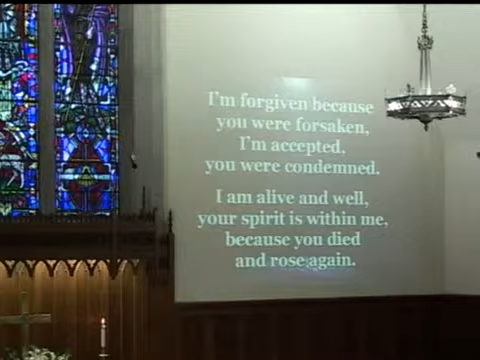 I'm forgiven because
you were forsaken,
I'm accepted,
you were condemned.
I am alive and well,
your spirit is within me,
because you died
and rose again.